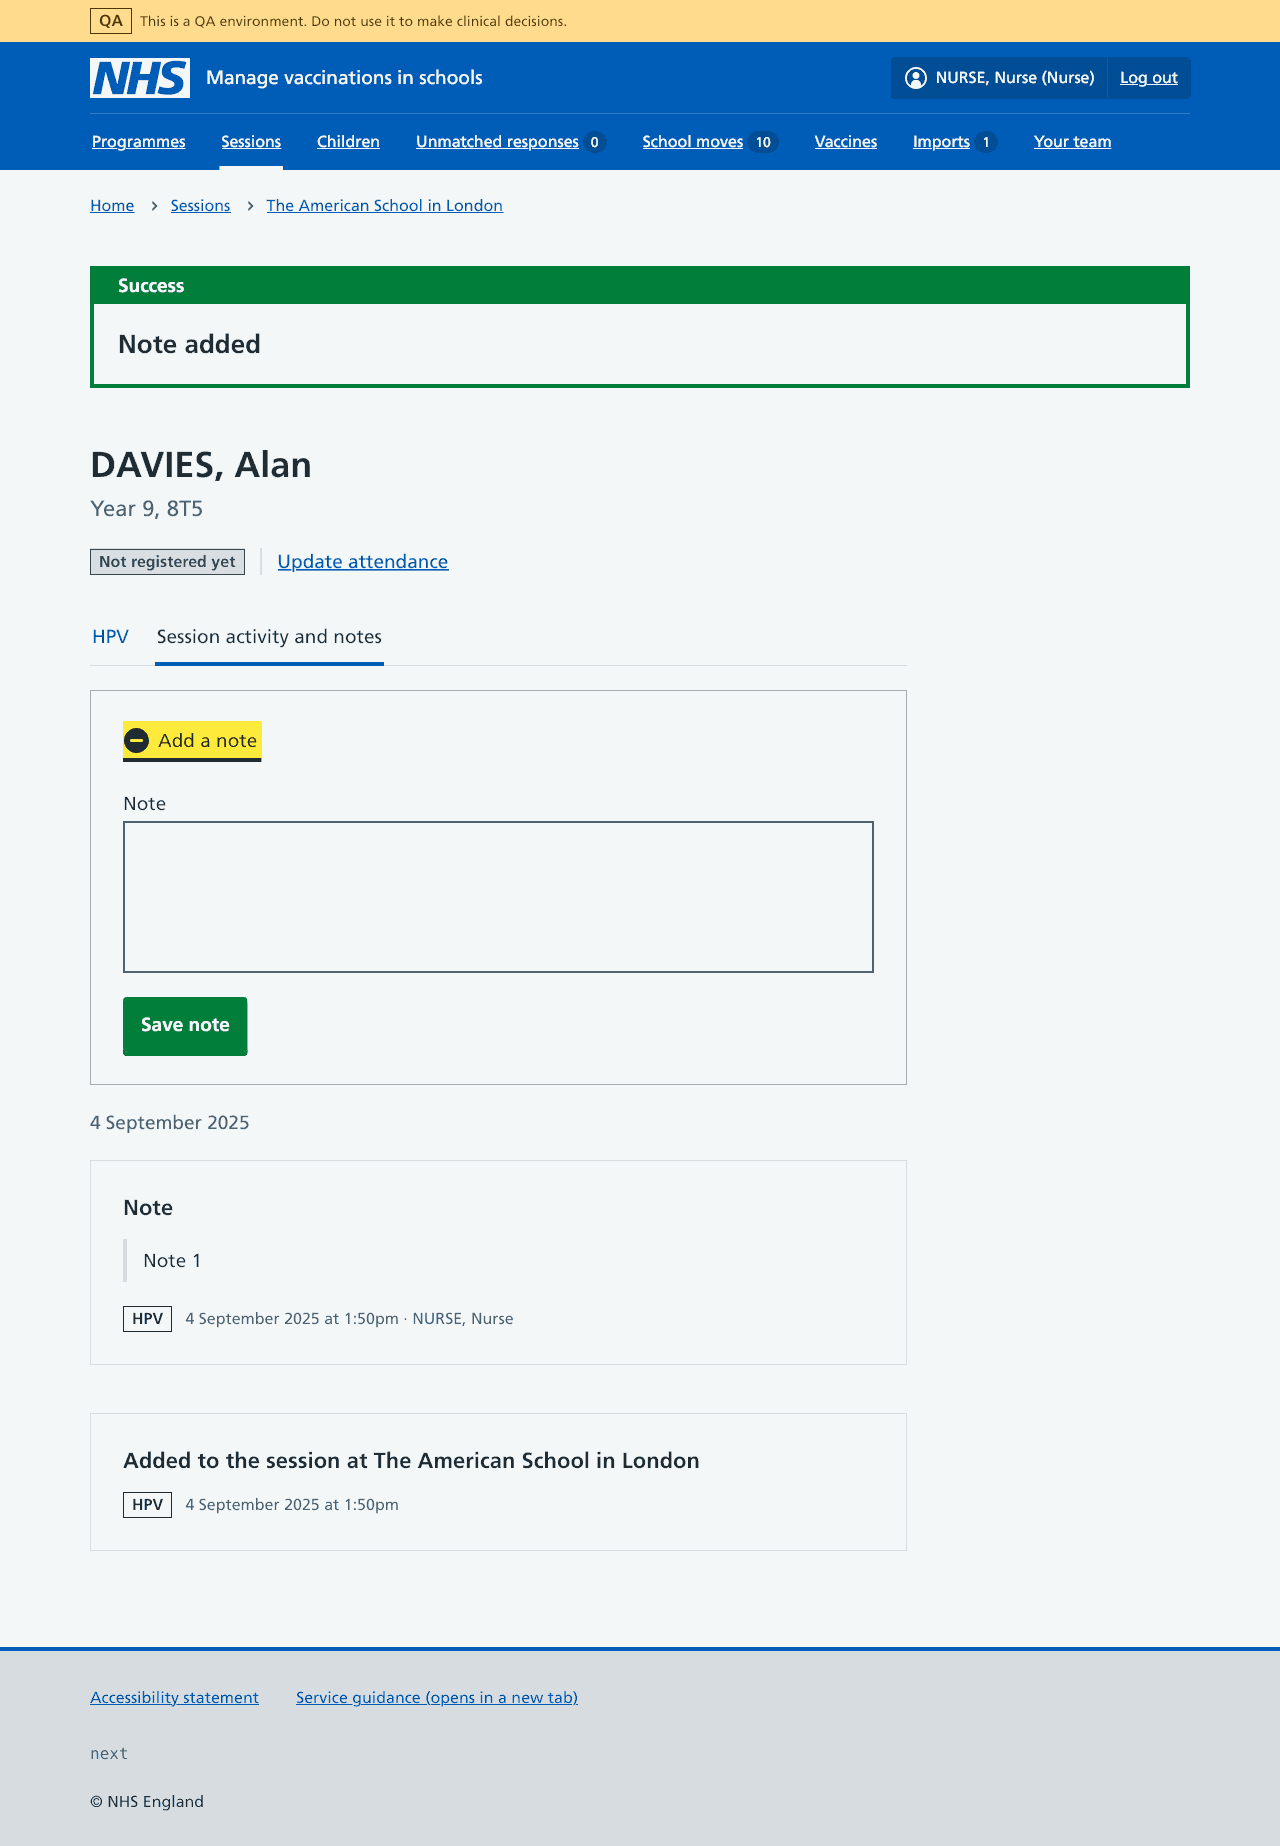 QA This is a QA environment. Do not use it to make clinical decisions.
NHS Manage vaccinations in schools NURSE, Nurse (Nurse) Log out
Programmes Sessions Children Unmatched responses 0 School moves 10 Vaccines Imports 1 Your team
Home Sessions The American School in London
Success
Note added
DAVIES, Alan
Year 9, 8T5
Not registered yet Update attendance
HPV Session activity and notes
Add a note
Note
Save note
4 September 2025
Note
Note 1
HPV 4 September 2025 at 1:50pm · NURSE, Nurse
Added to the session at The American School in London
HPV 4 September 2025 at 1:50pm
Accessibility statement Service guidance (opens in a new tab)
next
© NHS England